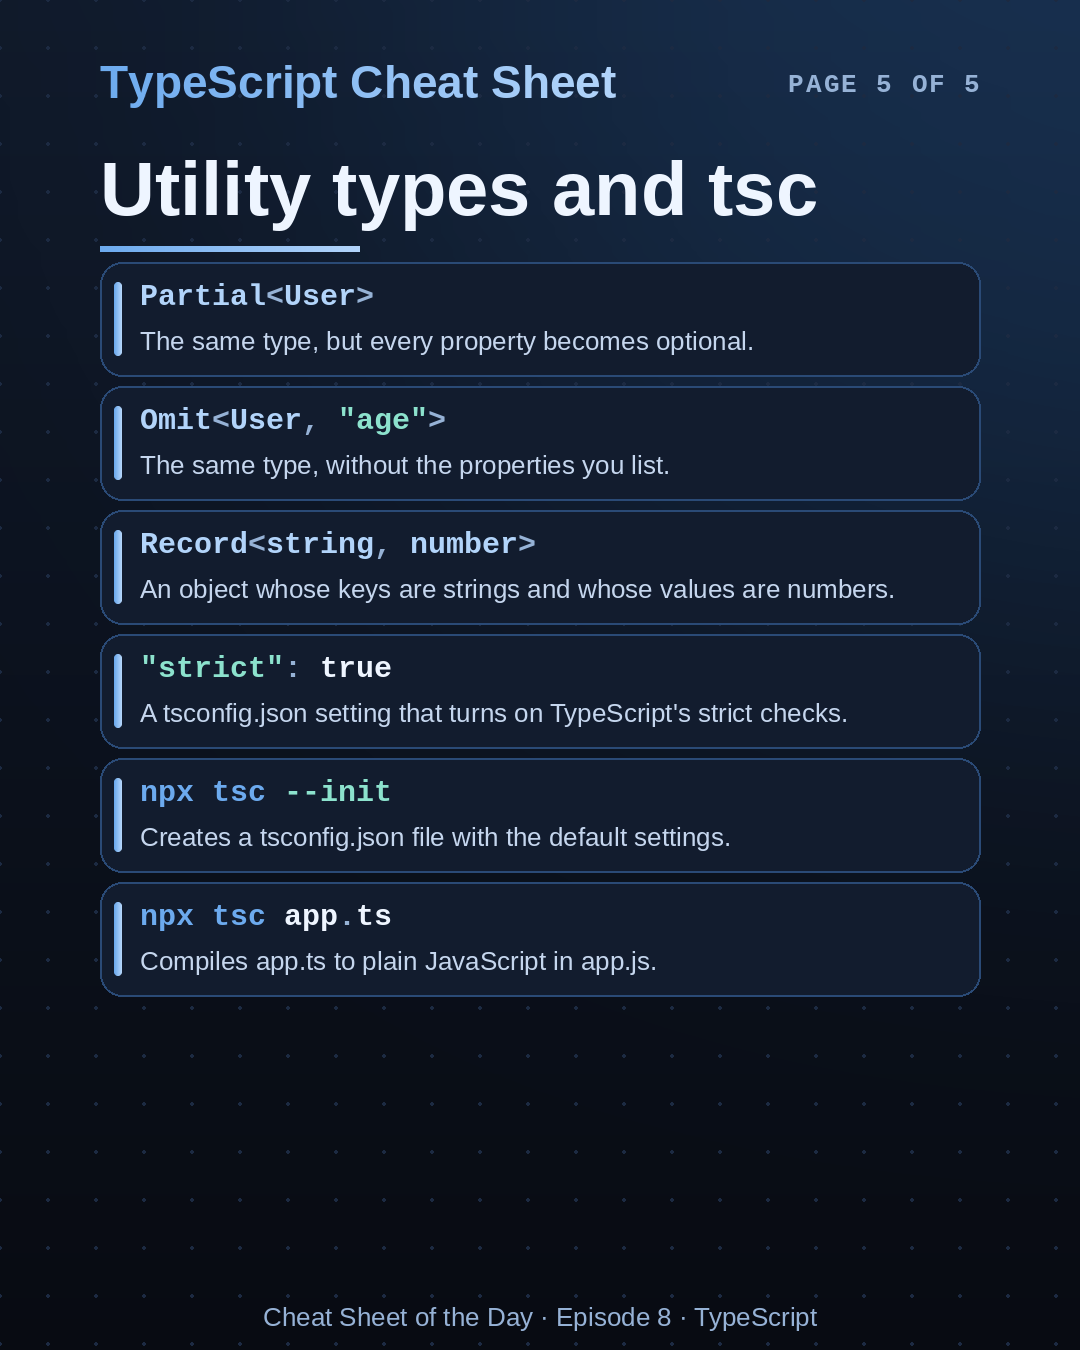 TypeScript Cheat Sheet
PAGE 5 OF 5
Utility types and tsc
Partial<User>
The same type, but every property becomes optional.
Omit<User, "age">
The same type, without the properties you list.
Record<string, number>
An object whose keys are strings and whose values are numbers.
"strict": true
A tsconfig.json setting that turns on TypeScript's strict checks.
npx tsc --init
Creates a tsconfig.json file with the default settings.
npx tsc app.ts
Compiles app.ts to plain JavaScript in app.js.
Cheat Sheet of the Day · Episode 8 · TypeScript